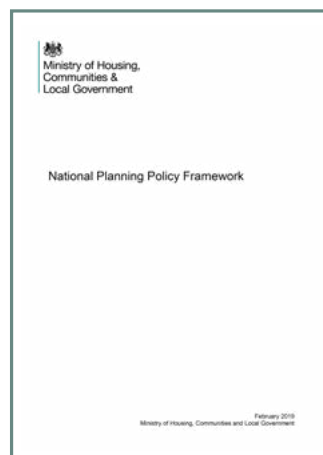 Ministry of Housing,
Communities &
Local Government
National Planning Policy Framework
February 2019
Ministry of Housing, Communities and Local Government